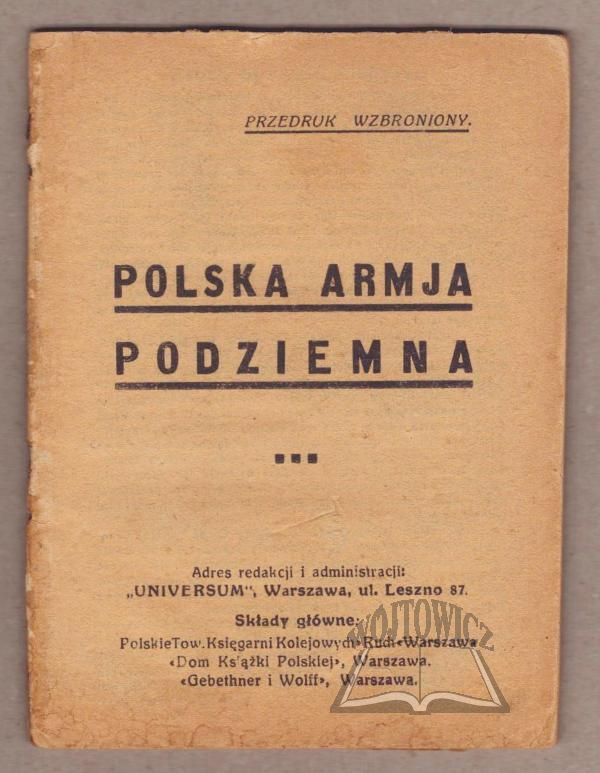 PRZEDRUK WZBRONIONY.
POLSKA ARMJA
PODZIEMNA
Adres redakcji i administracji:
„UNIVERSUM", Warszawa, ul. Leszno 87.
Składy główne:
PolskieTow. Księgarni Kolejowych»Ruch«Warszawa
«Dom Książki Polskiej», Warszawa.
«Gebethner i Wolff», Warszawa.
WÓJTOWICZ